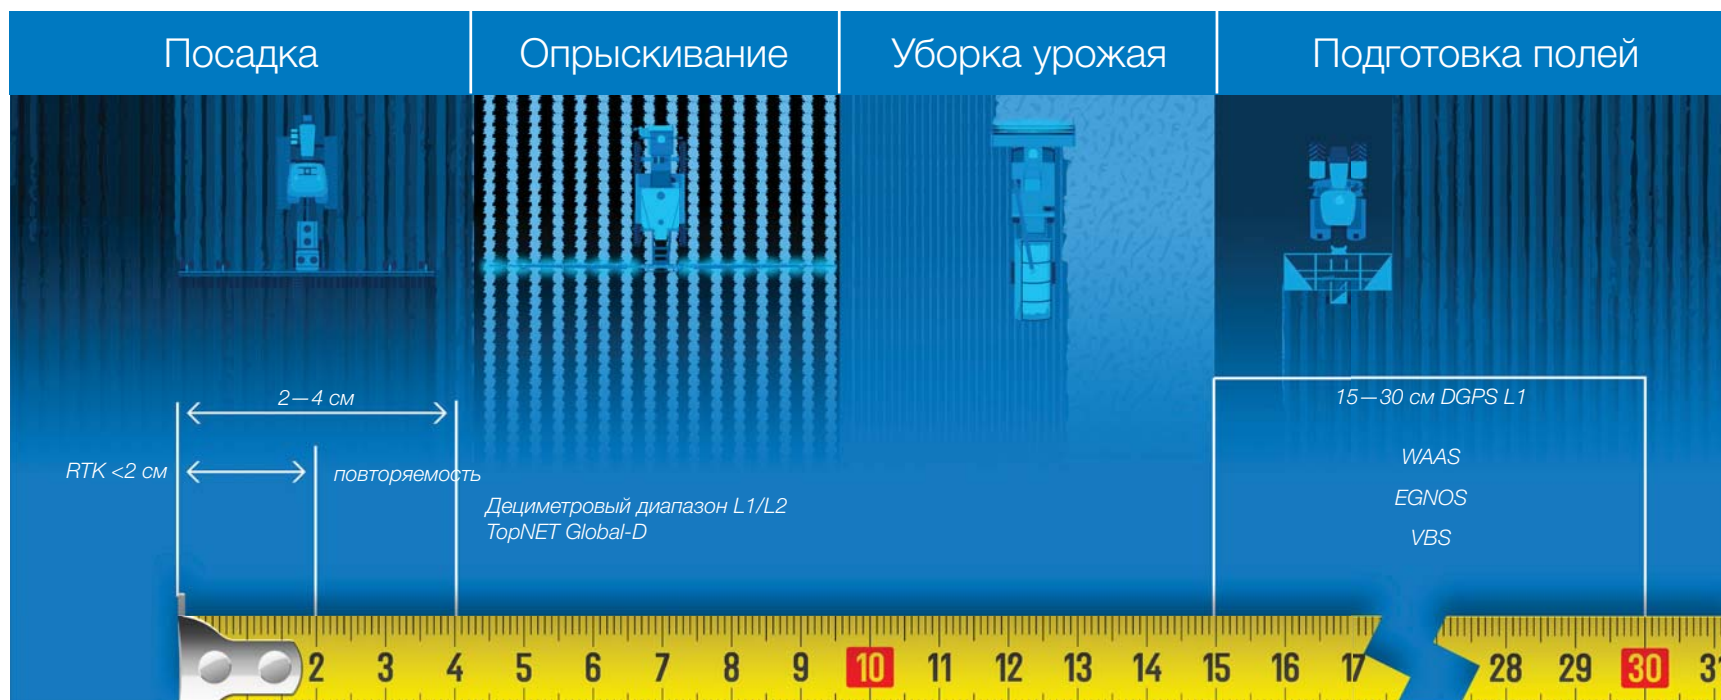 Посадка
Опрыскивание
Уборка урожая
Подготовка полей
2—4 см
RTK <2 см
повторяемость
Дециметровый диапазон L1/L2
TopNET Global-D
15—30 см DGPS L1
WAAS
EGNOS
VBS
2 3 4 5 6 7 8 9 10 11 12 13 14 15 16 17 28 29 30 31